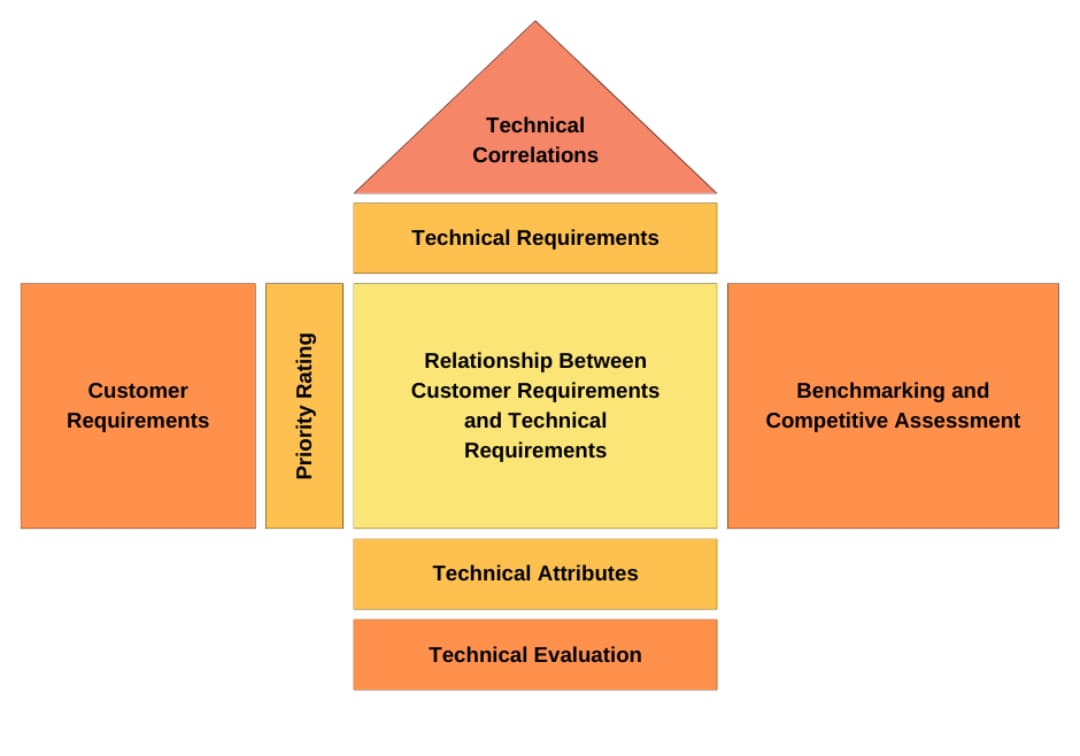 Technical
Correlations
Technical Requirements
Customer
Requirements
Priority Rating
Relationship Between
Customer Requirements
and Technical
Requirements
Benchmarking and
Competitive Assessment
Technical Attributes
Technical Evaluation